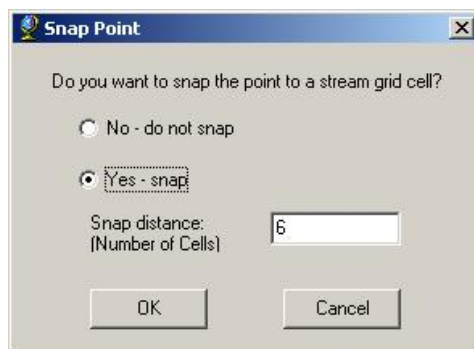 Snap Point
Do you want to snap the point to a stream grid cell?
No - do not snap
Yes - snap
Snap distance:
6
(Number of Cells)
OK
Cancel